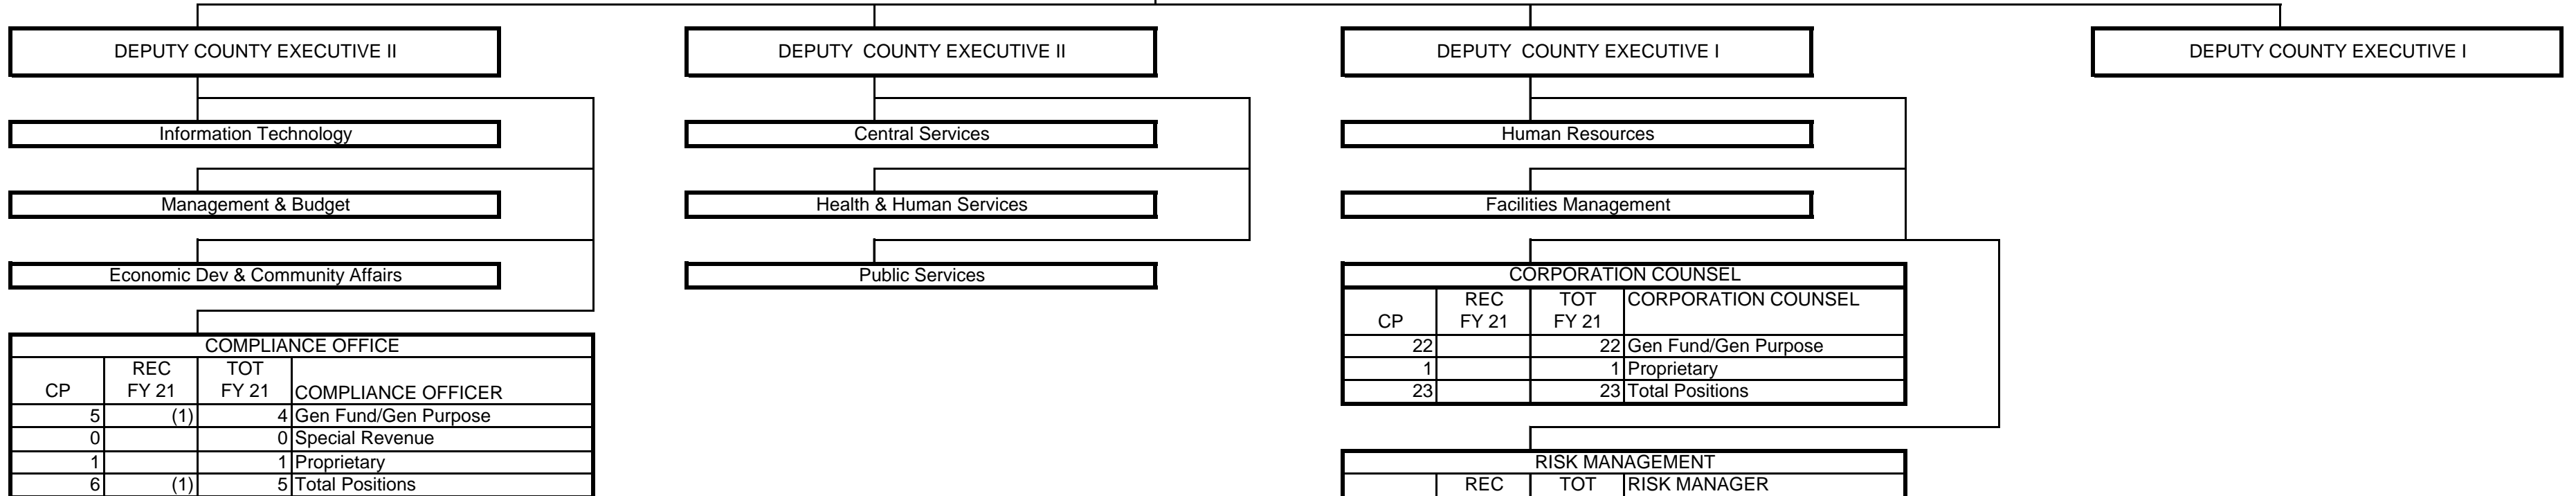 DEPUTY COUNTY EXECUTIVE II
DEPUTY COUNTY EXECUTIVE II
DEPUTY COUNTY EXECUTIVE I
DEPUTY COUNTY EXECUTIVE I
Information Technology
Central Services
Human Resources
Management & Budget
Health & Human Services
Facilities Management
Economic Dev & Community Affairs
Public Services
CORPORATION COUNSEL
REC TOT CORPORATION COUNSEL
CP FY 21 FY 21
22 22 Gen Fund/Gen Purpose
1 1 Proprietary
23 23 Total Positions
COMPLIANCE OFFICE
REC TOT
CP FY 21 FY 21 COMPLIANCE OFFICER
5 (1) 4 Gen Fund/Gen Purpose
0 0 Special Revenue
1 1 Proprietary
6 (1) 5 Total Positions
RISK MANAGEMENT
REC TOT RISK MANAGER